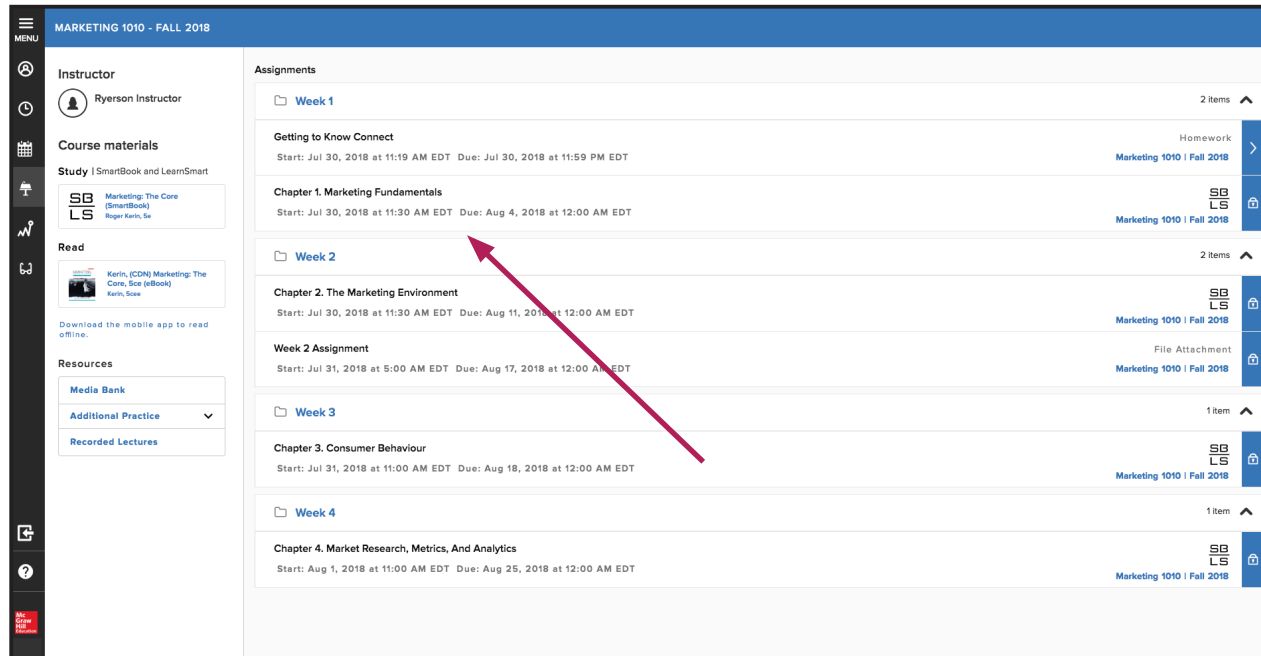 MENU
MARKETING 1010 - FALL 2018
Instructor
Ryerson Instructor
Course materials
Study | SmartBook and LearnSmart
SB
LS
Marketing: The Core
(SmartBook)
Roger Kerin, 5e
Read
Kerin, (CDN) Marketing: The
Core, 5ce (eBook)
Kerin, 5cee
Download the mobile app to read
offline.
Resources
Media Bank
Additional Practice
Recorded Lectures
Mc
Graw
Hill
Education
Assignments
Week 1
2 items
Getting to Know Connect
Homework
Start: Jul 30, 2018 at 11:19 AM EDT Due: Jul 30, 2018 at 11:59 PM EDT
Marketing 1010 | Fall 2018
Chapter 1. Marketing Fundamentals
SB
LS
Start: Jul 30, 2018 at 11:30 AM EDT Due: Aug 4, 2018 at 12:00 AM EDT
Marketing 1010 | Fall 2018
Week 2
2 items
Chapter 2. The Marketing Environment
SB
LS
Start: Jul 30, 2018 at 11:30 AM EDT Due: Aug 11, 2018 at 12:00 AM EDT
Marketing 1010 | Fall 2018
Week 2 Assignment
File Attachment
Start: Jul 31, 2018 at 5:00 AM EDT Due: Aug 17, 2018 at 12:00 AM EDT
Marketing 1010 | Fall 2018
Week 3
1 item
Chapter 3. Consumer Behaviour
SB
LS
Start: Jul 31, 2018 at 11:00 AM EDT Due: Aug 18, 2018 at 12:00 AM EDT
Marketing 1010 | Fall 2018
Week 4
1 item
Chapter 4. Market Research, Metrics, And Analytics
SB
LS
Start: Aug 1, 2018 at 11:00 AM EDT Due: Aug 25, 2018 at 12:00 AM EDT
Marketing 1010 | Fall 2018